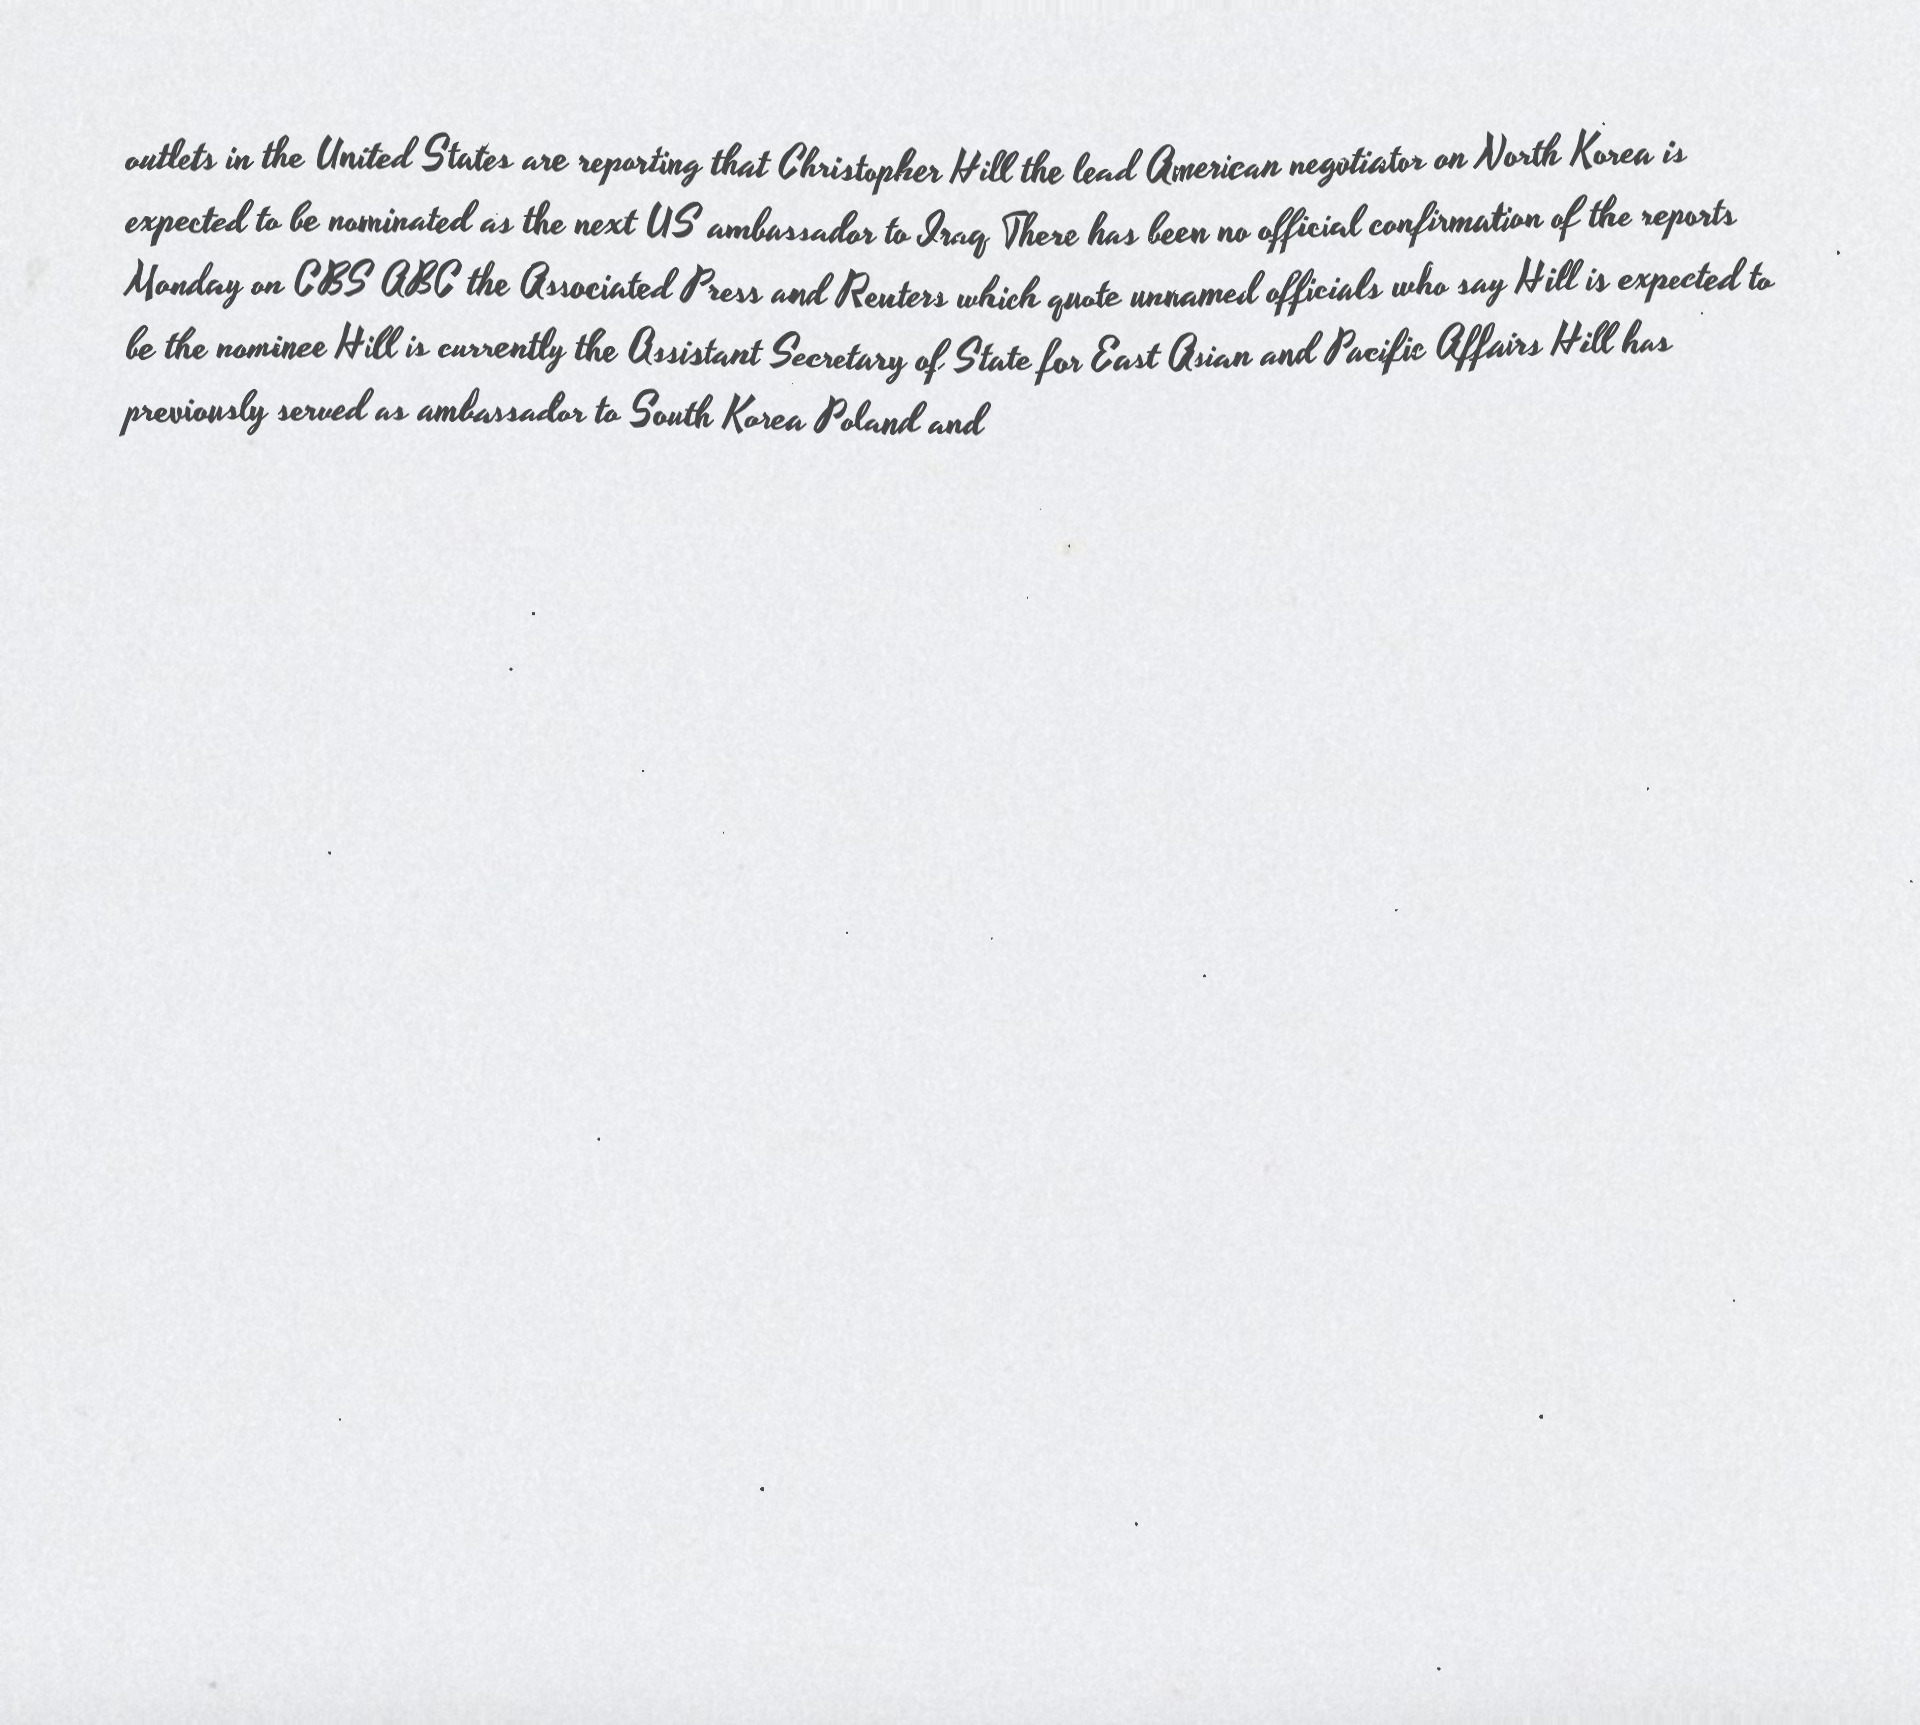 outlets in the United States are reporting that Christopher Hill the lead American negotiator on North Korea is
expected to be nominated as the next US ambassador to Iraq There has been no official confirmation of the reports
Monday on CBS ABC the Associated Press and Reuters which quote unnamed officials who say Hill is expected to
be the nominee Hill is currently the Assistant Secretary of State for East Asian and Pacific Affairs Hill has
previously served as ambassador to South Korea Poland and